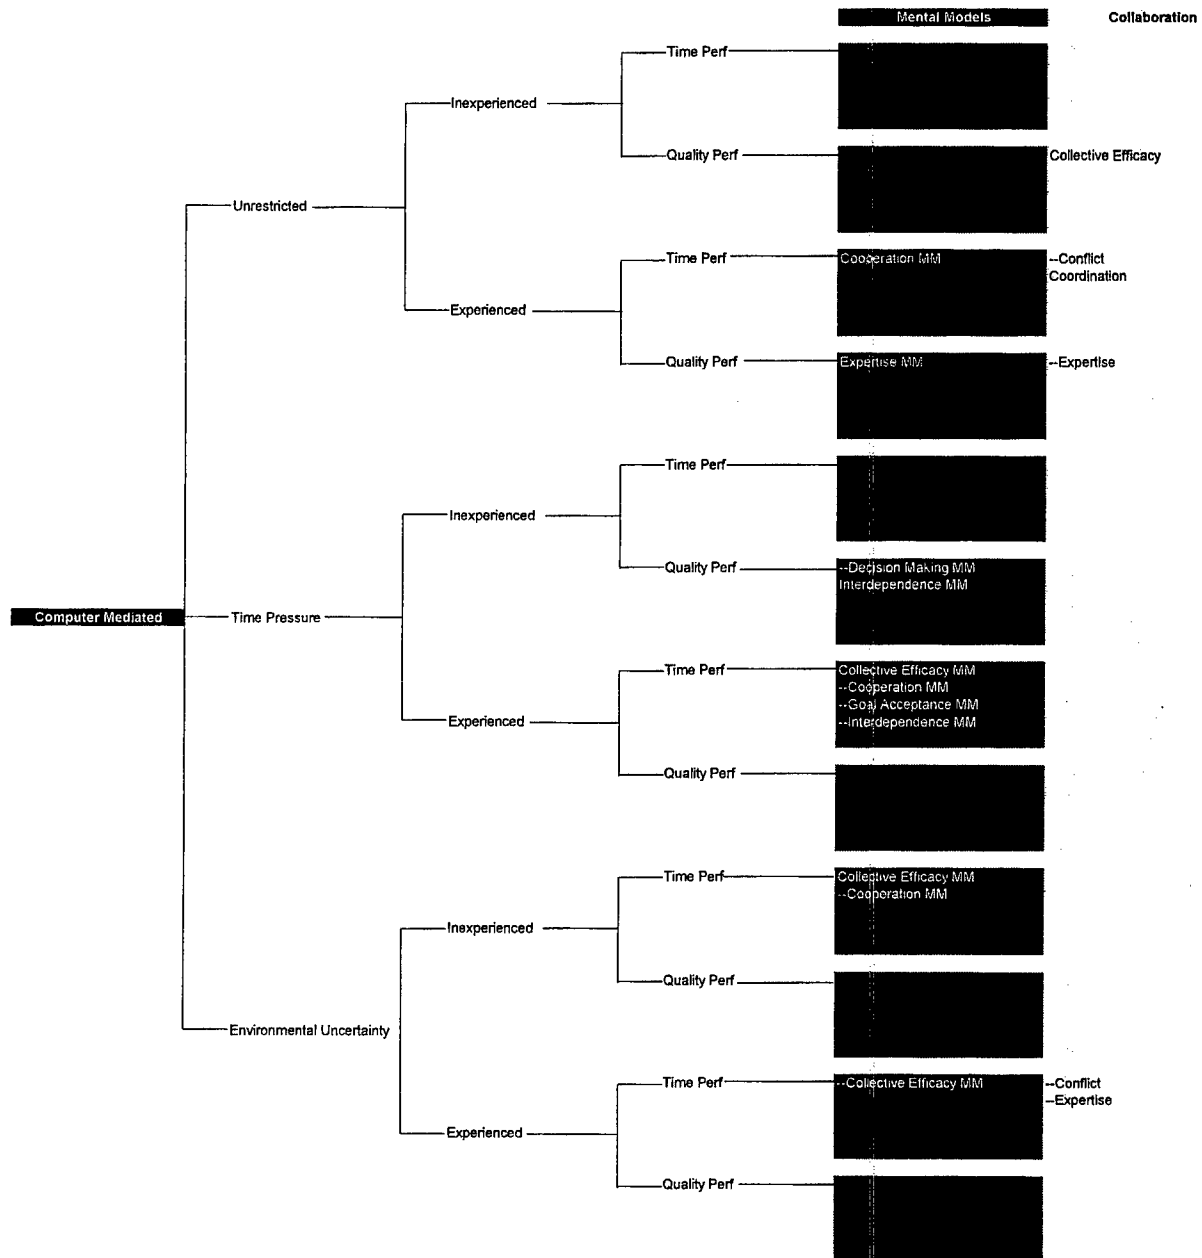 Mental Models Collaboration
Time Perf
Inexperienced
Quality Perf Collective Efficacy
Unrestricted
Time Perf Cooperation MM --Conflict
Coordination
Experienced
Quality Perf Expertise MM --Expertise
Time Perf
Inexperienced
Quality Perf --Decision Making MM
Interdependence MM
Computer Mediated Time Pressure
Time Perf Collective Efficacy MM
--Cooperation MM
--Goal Acceptance MM
--Interdependence MM
Experienced
Quality Perf
Time Perf Collective Efficacy MM
--Cooperation MM
Inexperienced
Quality Perf
Environmental Uncertainty
Time Perf --Collective Efficacy MM --Conflict
--Expertise
Experienced
Quality Perf